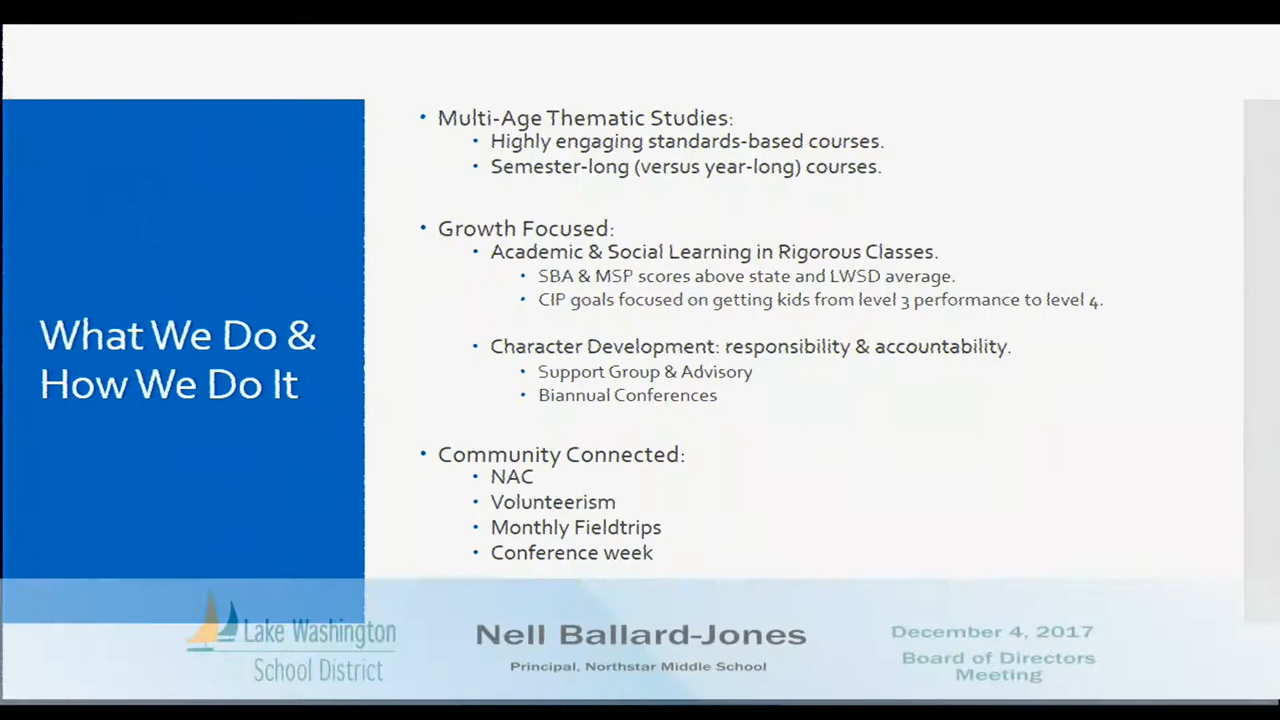 What We Do &
How We Do It
• Multi-Age Thematic Studies:
• Highly engaging standards-based courses.
• Semester-long (versus year-long) courses.
• Growth Focused:
• Academic & Social Learning in Rigorous Classes.
• SBA & MSP scores above state and LWSD average.
• CIP goals focused on getting kids from level 3 performance to level 4.
• Character Development: responsibility & accountability.
• Support Group & Advisory
• Biannual Conferences
• Community Connected:
• NAC
• Volunteerism
• Monthly Fieldtrips
• Conference week
Lake Washington
School District
Nell Ballard-Jones
Principal, Northstar Middle School
December 4, 2017
Board of Directors
Meeting